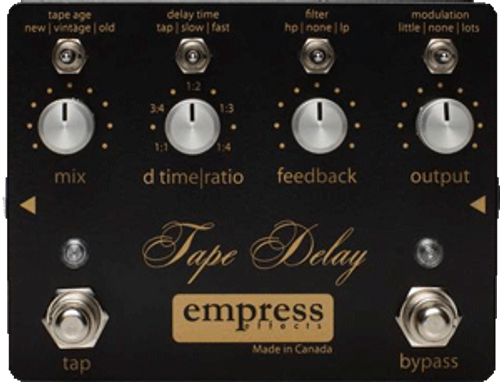 tape age
new | vintage | old
delay time
tap | slow | fast
filter
hp | none | lp
modulation
little | none | lots
1:2
3:4
1:3
1:1
1:4
mix
d time|ratio
feedback
output
Tape Delay
empress
effects
Made in Canada
tap
bypass